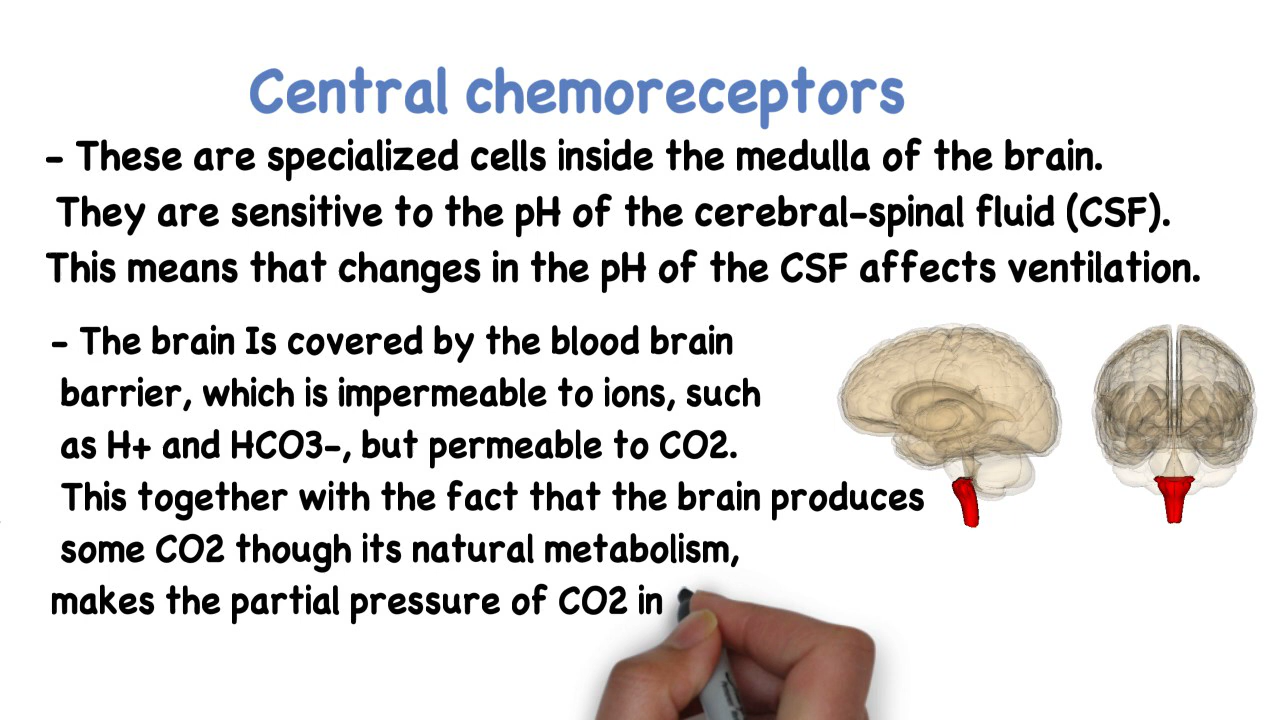 Central chemoreceptors
- These are specialized cells inside the medulla of the brain.
They are sensitive to the pH of the cerebral-spinal fluid (CSF).
This means that changes in the pH of the CSF affects ventilation.
- The brain Is covered by the blood brain
barrier, which is impermeable to ions, such
as H+ and HCO3-, but permeable to CO2.
This together with the fact that the brain produces
some CO2 though its natural metabolism,
makes the partial pressure of CO2 in